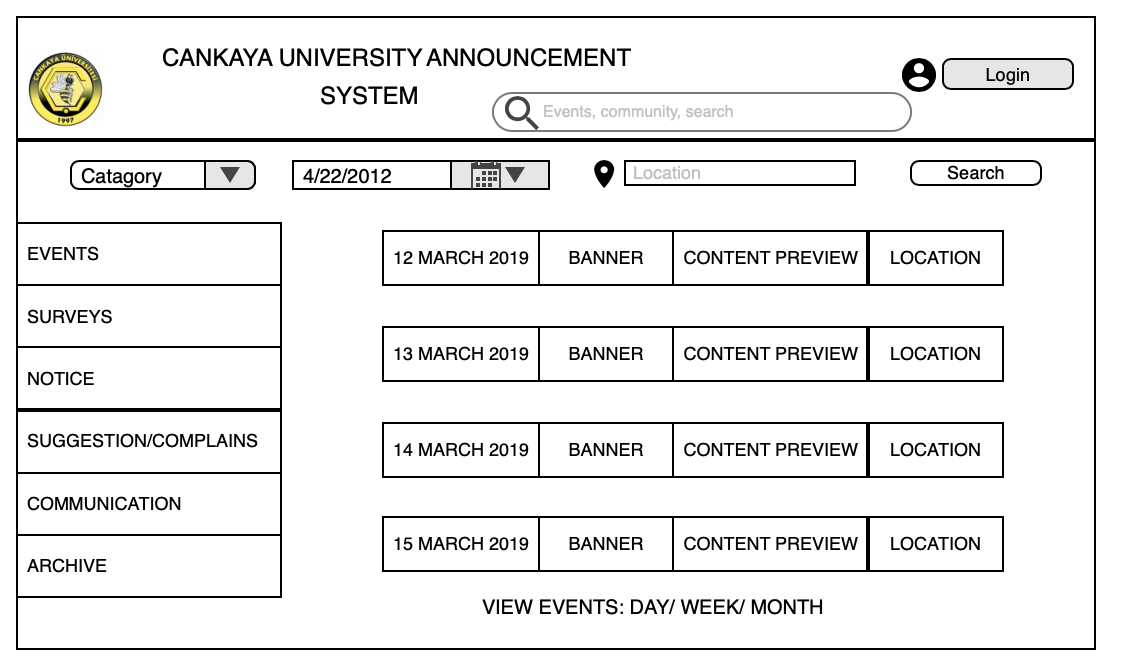 ÇANKAYA ÜNİVERSİTESİ
1997
CANKAYA UNIVERSITY ANNOUNCEMENT
SYSTEM
Login
Events, community, search
Catagory
4/22/2012
Location
Search
EVENTS
SURVEYS
NOTICE
SUGGESTION/COMPLAINS
COMMUNICATION
ARCHIVE
12 MARCH 2019 BANNER CONTENT PREVIEW LOCATION
13 MARCH 2019 BANNER CONTENT PREVIEW LOCATION
14 MARCH 2019 BANNER CONTENT PREVIEW LOCATION
15 MARCH 2019 BANNER CONTENT PREVIEW LOCATION
VIEW EVENTS: DAY/ WEEK/ MONTH